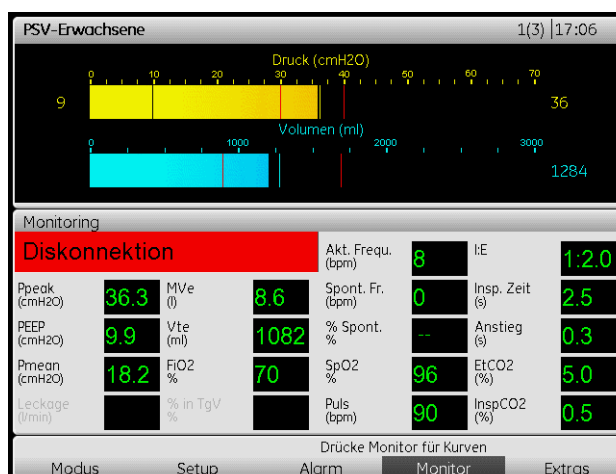 PSV-Erwachsene 1(3) 17:06
Druck (cmH2O)
0 10 20 30 40 50 60 70
9 36
Volumen (ml)
0 1000 2000 3000
1284
Monitoring
Diskonnektion
Akt. Frequ. (bpm) 8 I:E 1:2.0
Ppeak (cmH2O) 36.3 MVe (l) 8.6 Spont. Fr. (bpm) 0 Insp. Zeit (s) 2.5
PEEP (cmH2O) 9.9 Vte (ml) 1082 % Spont. % -- Anstieg (s) 0.3
Pmean (cmH2O) 18.2 FiO2 % 70 SpO2 % 96 EtCO2 (%) 5.0
Leckage (l/min) % in TgV % Puls (bpm) 90 InspCO2 (%) 0.5
Drücke Monitor für Kurven
Modus Setup Alarm Monitor Extras